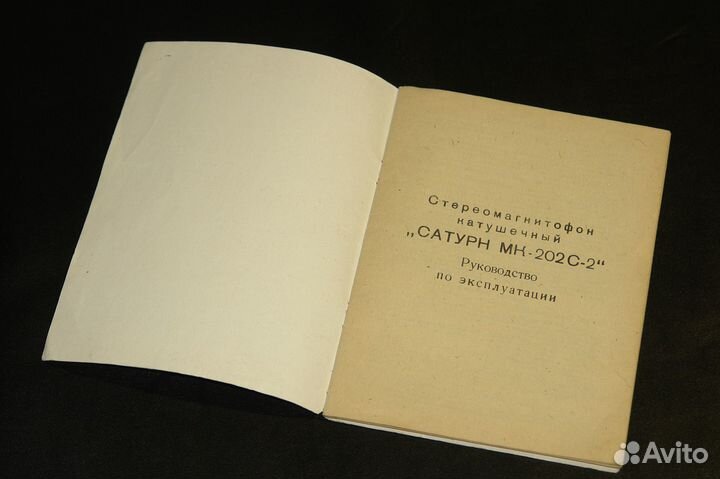 Стереомагнитофон
катушечный
„САТУРН МК-202С-2"
Руководство
по эксплуатации
Avito